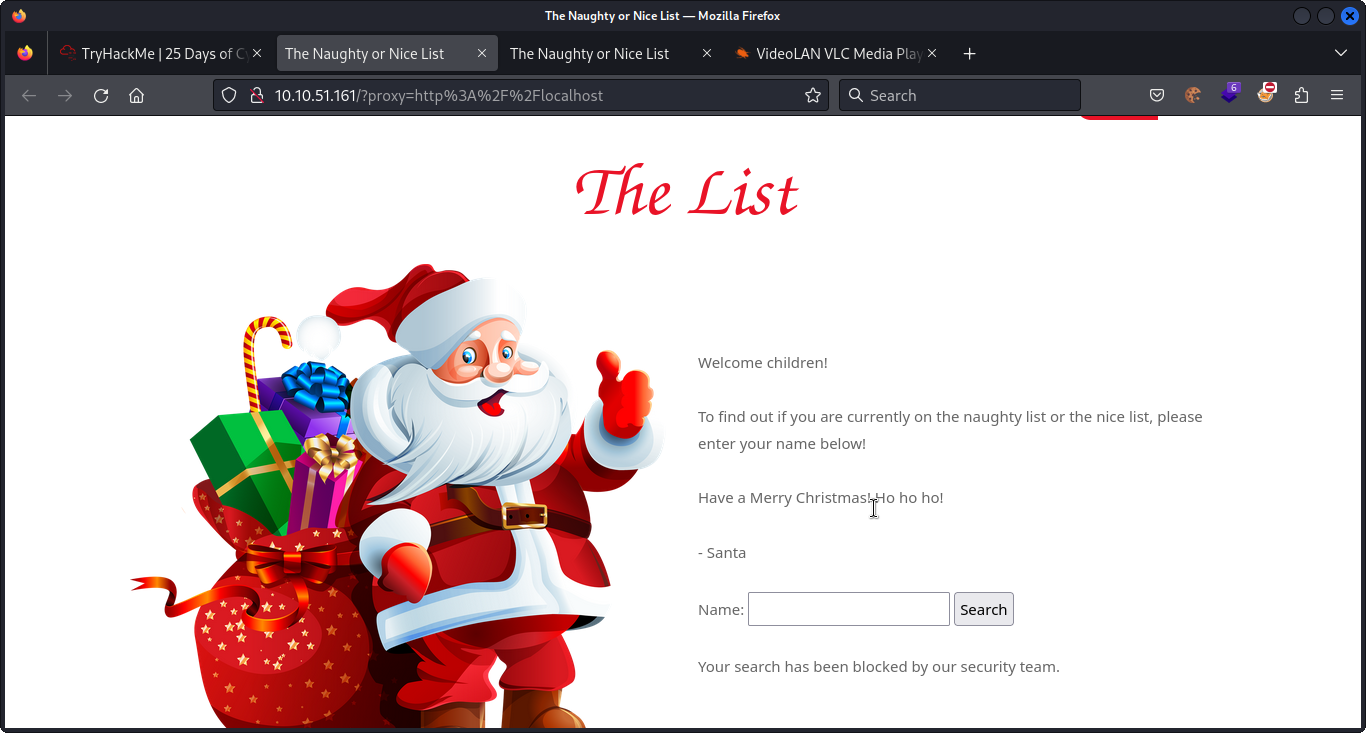 The Naughty or Nice List — Mozilla Firefox
TryHackMe | 25 Days of Cy
The Naughty or Nice List
The Naughty or Nice List
VideoLAN VLC Media Play
10.10.51.161/?proxy=http%3A%2F%2Flocalhost
Search
6
The List
Welcome children!
To find out if you are currently on the naughty list or the nice list, please
enter your name below!
Have a Merry Christmas! Ho ho ho!
- Santa
Name:
Search
Your search has been blocked by our security team.